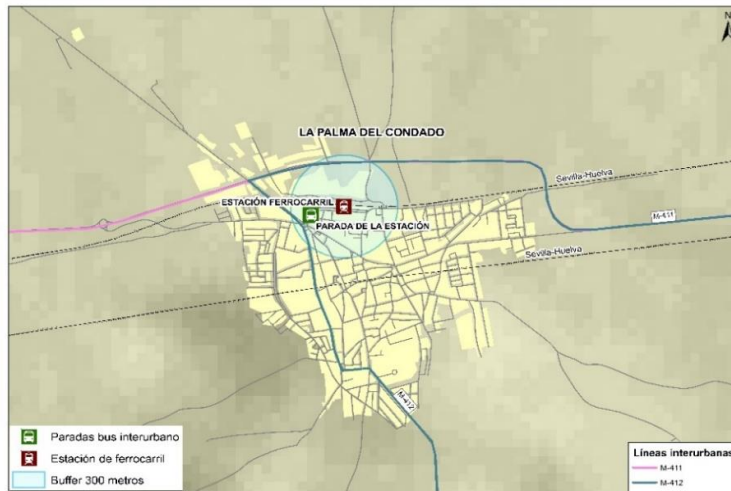 N
LA PALMA DEL CONDADO
Sevilla-Huelva
ESTACIÓN FERROCARRIL
PARADA DE LA ESTACIÓN
M-411
Sevilla-Huelva
M-412
Paradas bus interurbano
Estación de ferrocarril
Buffer 300 metros
Líneas interurbanas
M-411
M-412